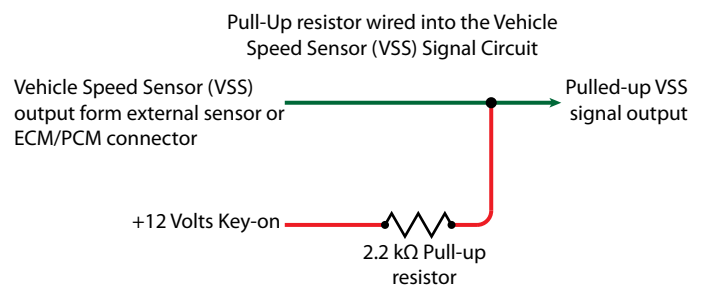 Pull-Up resistor wired into the Vehicle
Speed Sensor (VSS) Signal Circuit
Vehicle Speed Sensor (VSS)
output form external sensor or
ECM/PCM connector
Pulled-up VSS
signal output
+12 Volts Key-on
2.2 kΩ Pull-up
resistor